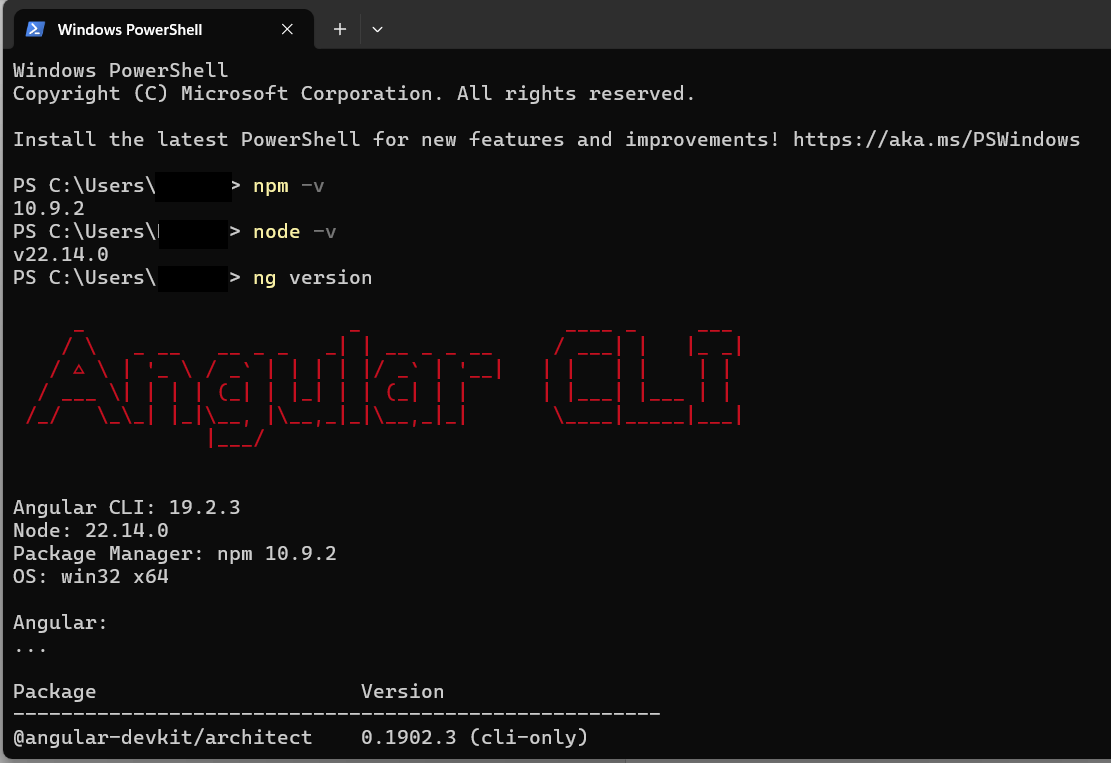 Windows PowerShell
Windows PowerShell
Copyright (C) Microsoft Corporation. All rights reserved.
Install the latest PowerShell for new features and improvements! https://aka.ms/PSWindows
PS C:\Users\ > npm -v
10.9.2
PS C:\Users\ > node -v
v22.14.0
PS C:\Users\ > ng version
Angular CLI
Angular CLI: 19.2.3
Node: 22.14.0
Package Manager: npm 10.9.2
OS: win32 x64
Angular:
...
Package Version
------------------------------------------------------
@angular-devkit/architect 0.1902.3 (cli-only)